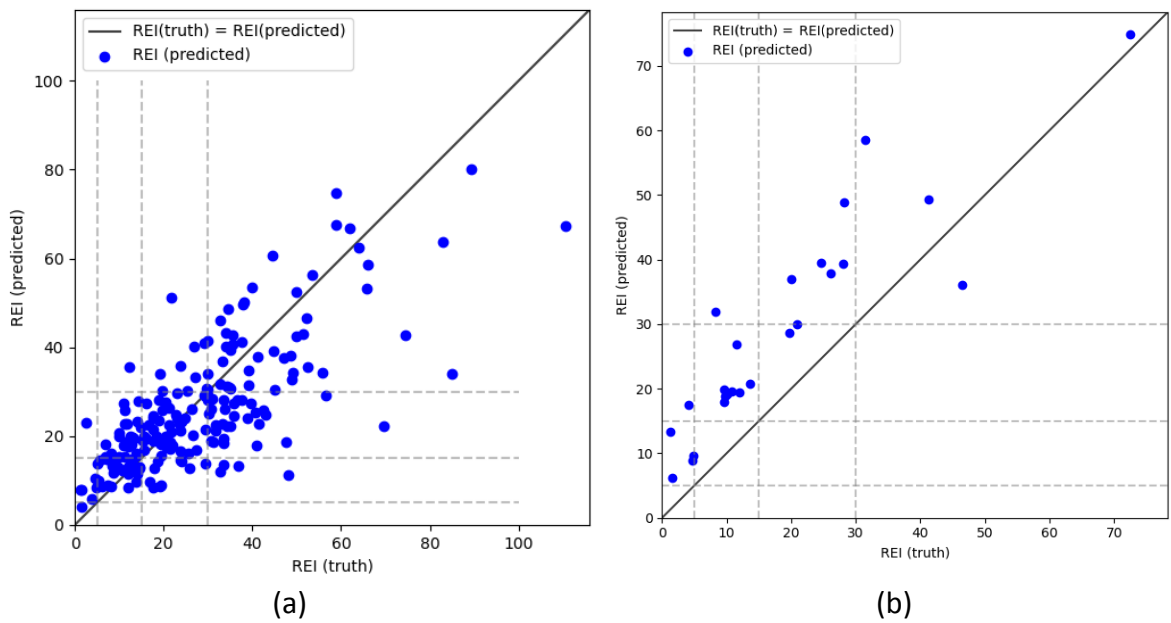 REI(truth) = REI(predicted)
REI (predicted)
100
80
60
40
20
0
REI (predicted)
0 20 40 60 80 100
REI (truth)
(a)
REI(truth) = REI(predicted)
REI (predicted)
70
60
50
40
30
20
10
0
REI (predicted)
0 10 20 30 40 50 60 70
REI (truth)
(b)